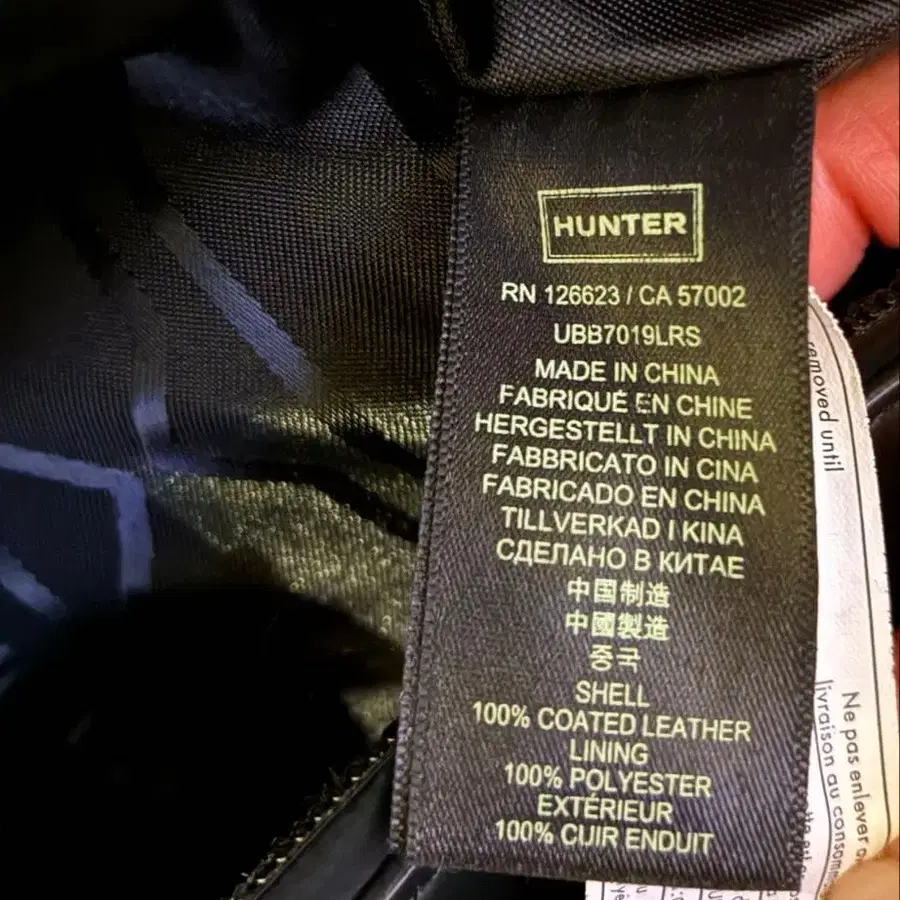 HUNTER
RN 126623 / CA 57002
UBB7019LRS
MADE IN CHINA
FABRIQUÉ EN CHINE
HERGESTELLT IN CHINA
FABBRICATO IN CINA
FABRICADO EN CHINA
TILLVERKAD I KINA
СДЕЛАНО В КИТАЕ
中国制造
中國製造
중국
SHELL
100% COATED LEATHER
LINING
100% POLYESTER
EXTÉRIEUR
100% CUIR ENDUIT
removed until
Ne pas enlever
livraison au